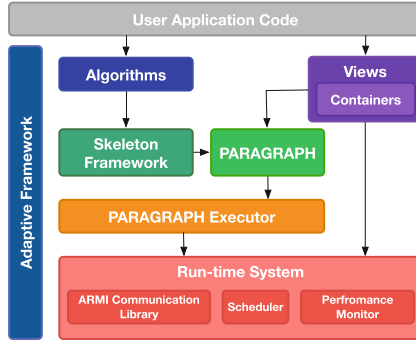 User Application Code
Adaptive Framework
Algorithms
Views
Containers
Skeleton
Framework
PARAGRAPH
PARAGRAPH Executor
Run-time System
ARMI Communication
Library
Scheduler
Perfromance
Monitor